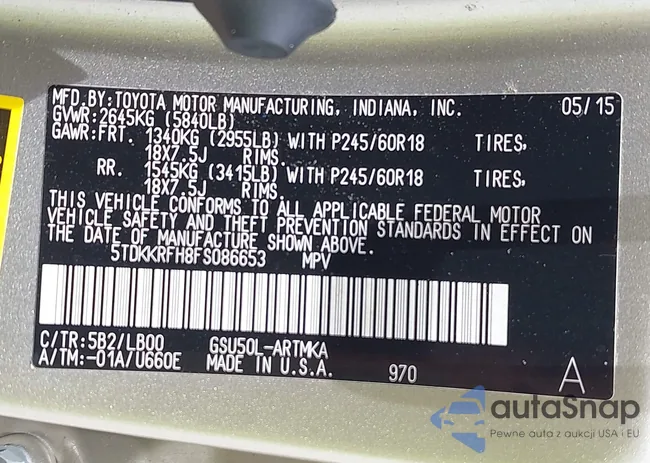 MFD.BY:TOYOTA MOTOR MANUFACTURING, INDIANA, INC. 05/15
GVWR:2645KG (5840LB)
GAWR:FRT. 1340KG (2955LB) WITH P245/60R18 TIRES,
18X7.5J RIMS.
RR. 1545KG (3415LB) WITH P245/60R18 TIRES,
18X7.5J RIMS.
THIS VEHICLE CONFORMS TO ALL APPLICABLE FEDERAL MOTOR
VEHICLE SAFETY AND THEFT PREVENTION STANDARDS IN EFFECT ON
THE DATE OF MANUFACTURE SHOWN ABOVE.
5TDKKRFH8FS086653 MPV
C/TR:5B2/LB00 GSU50L-ARTMKA
A/TM:-01A/U660E MADE IN U.S.A. 970 A
autaSnap
Pewne auta z aukcji USA i EU